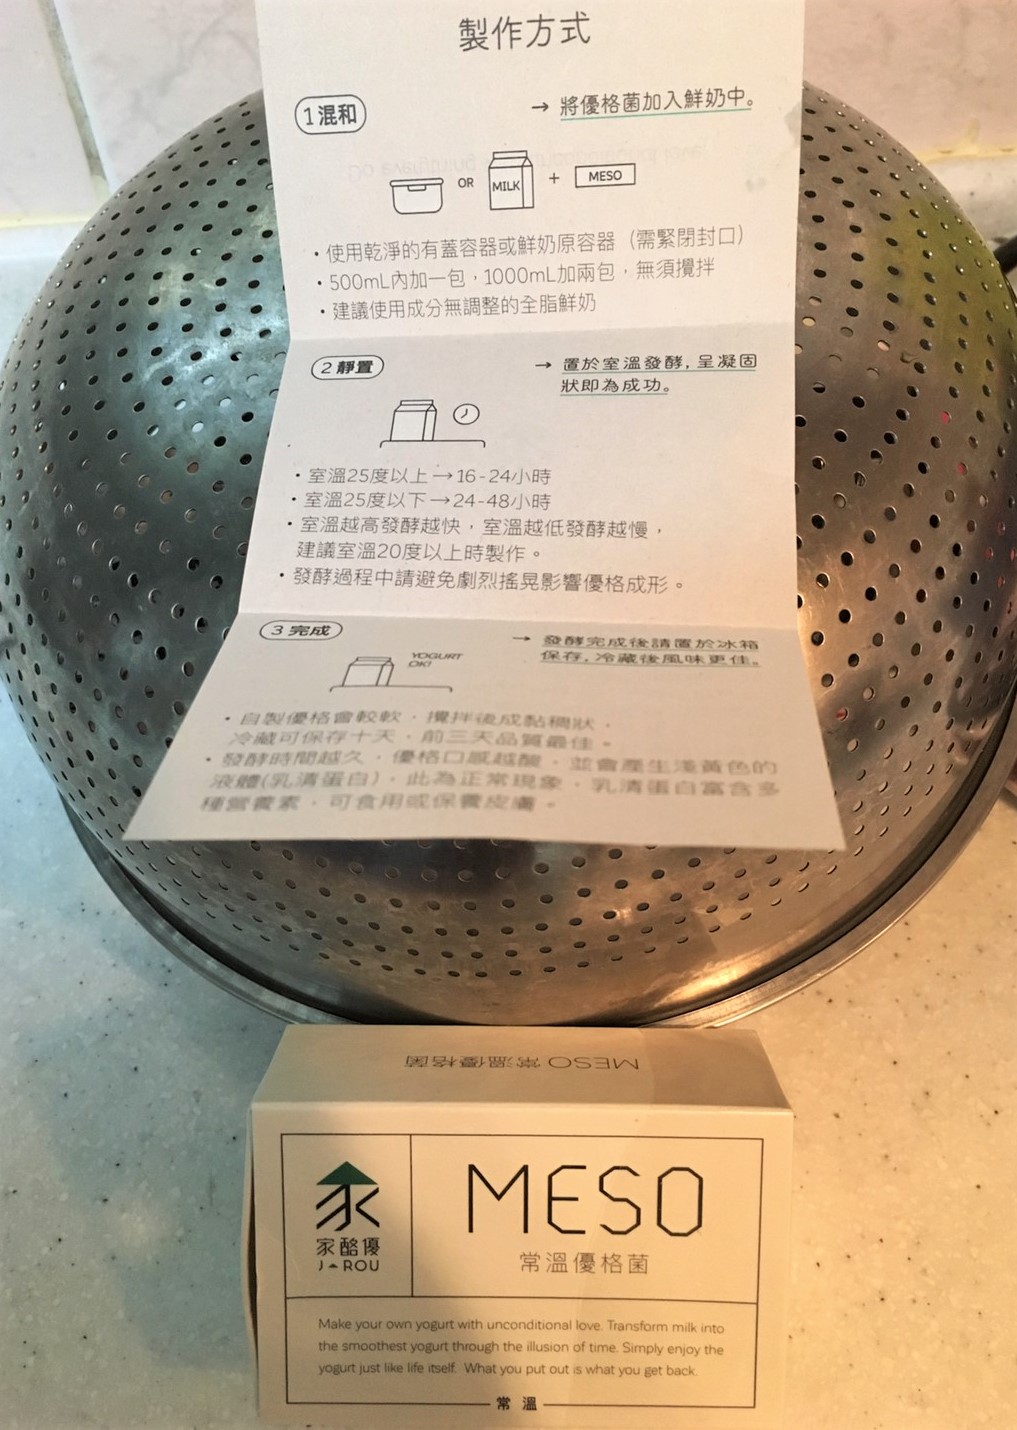 製作方式
1 混和
→ 將優格菌加入鮮奶中。
OR MILK + MESO
・使用乾淨的有蓋容器或鮮奶原容器（需緊閉封口）
・500mL內加一包，1000mL加兩包，無須攪拌
・建議使用成分無調整的全脂鮮奶
2 靜置
→ 置於室溫發酵，呈凝固
狀即為成功。
・室溫25度以上→16-24小時
・室溫25度以下→24-48小時
・室溫越高發酵越快，室溫越低發酵越慢，
建議室溫20度以上時製作。
・發酵過程中請避免劇烈搖晃影響優格成形。
3 完成
→ 發酵完成後請置於冰箱
保存，冷藏後風味更佳。
YOGURT
OK!
・自製優格會較軟，攪拌後成黏稠狀，
冷藏可保存十天，前三天品質最佳。
・發酵時間越久，優格口感越酸，並會產生淺黃色的
液體(乳清蛋白)，此為正常現象，乳清蛋白富含多
種營養素，可食用或保養皮膚。
MESO 常溫優格菌
家酪優
J-ROU
MESO
常溫優格菌
Make your own yogurt with unconditional love. Transform milk into
the smoothest yogurt through the illusion of time. Simply enjoy the
yogurt just like life itself. What you put out is what you get back.
常 溫